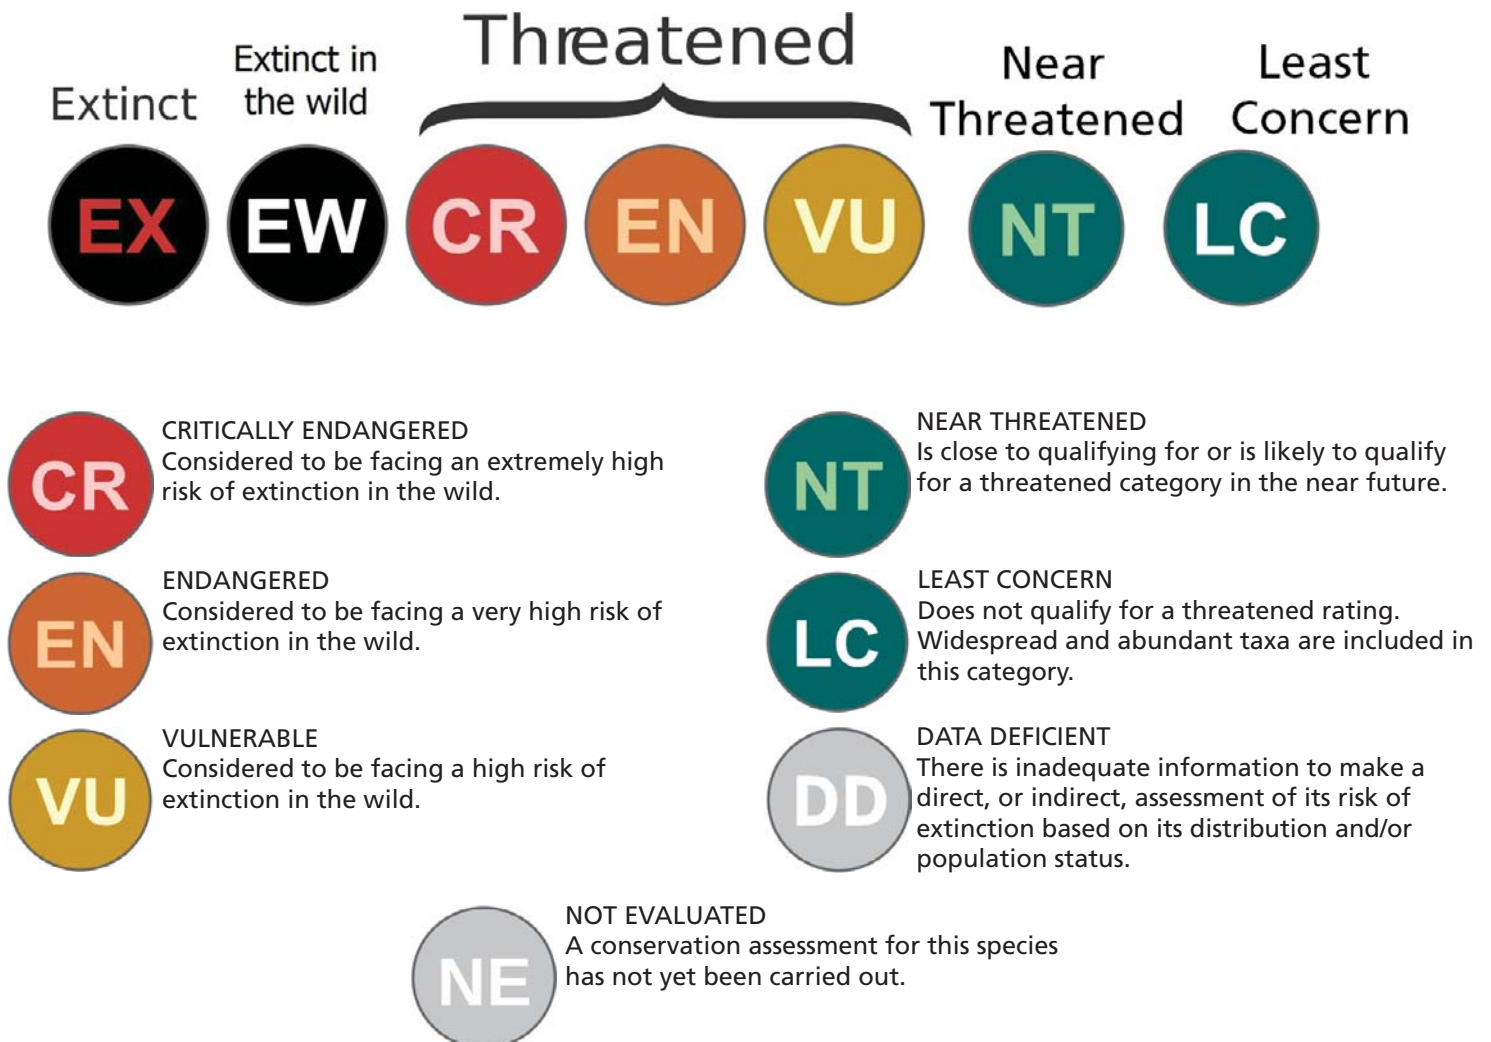 Extinct
Extinct in
the wild
Threatened
Near
Threatened
Least
Concern
EX
EW
CR
EN
VU
NT
LC
CR
CRITICALLY ENDANGERED
Considered to be facing an extremely high
risk of extinction in the wild.
EN
ENDANGERED
Considered to be facing a very high risk of
extinction in the wild.
VU
VULNERABLE
Considered to be facing a high risk of
extinction in the wild.
NT
NEAR THREATENED
Is close to qualifying for or is likely to qualify
for a threatened category in the near future.
LC
LEAST CONCERN
Does not qualify for a threatened rating.
Widespread and abundant taxa are included in
this category.
DD
DATA DEFICIENT
There is inadequate information to make a
direct, or indirect, assessment of its risk of
extinction based on its distribution and/or
population status.
NE
NOT EVALUATED
A conservation assessment for this species
has not yet been carried out.